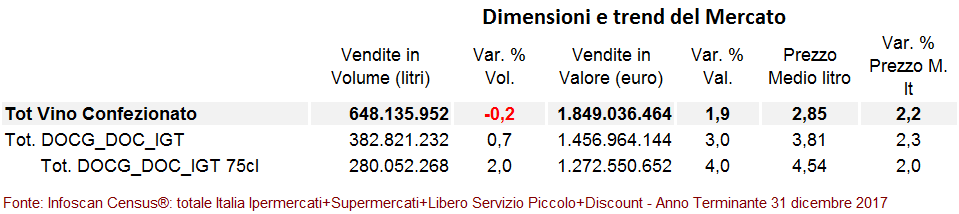 Dimensioni e trend del Mercato
Vendite in Volume (litri) Var. % Vol. Vendite in Valore (euro) Var. % Val. Prezzo Medio litro Var. % Prezzo M. lt
Tot Vino Confezionato 648.135.952 -0,2 1.849.036.464 1,9 2,85 2,2
Tot. DOCG_DOC_IGT 382.821.232 0,7 1.456.964.144 3,0 3,81 2,3
Tot. DOCG_DOC_IGT 75cl 280.052.268 2,0 1.272.550.652 4,0 4,54 2,0
Fonte: Infoscan Census®: totale Italia Ipermercati+Supermercati+Libero Servizio Piccolo+Discount - Anno Terminante 31 dicembre 2017